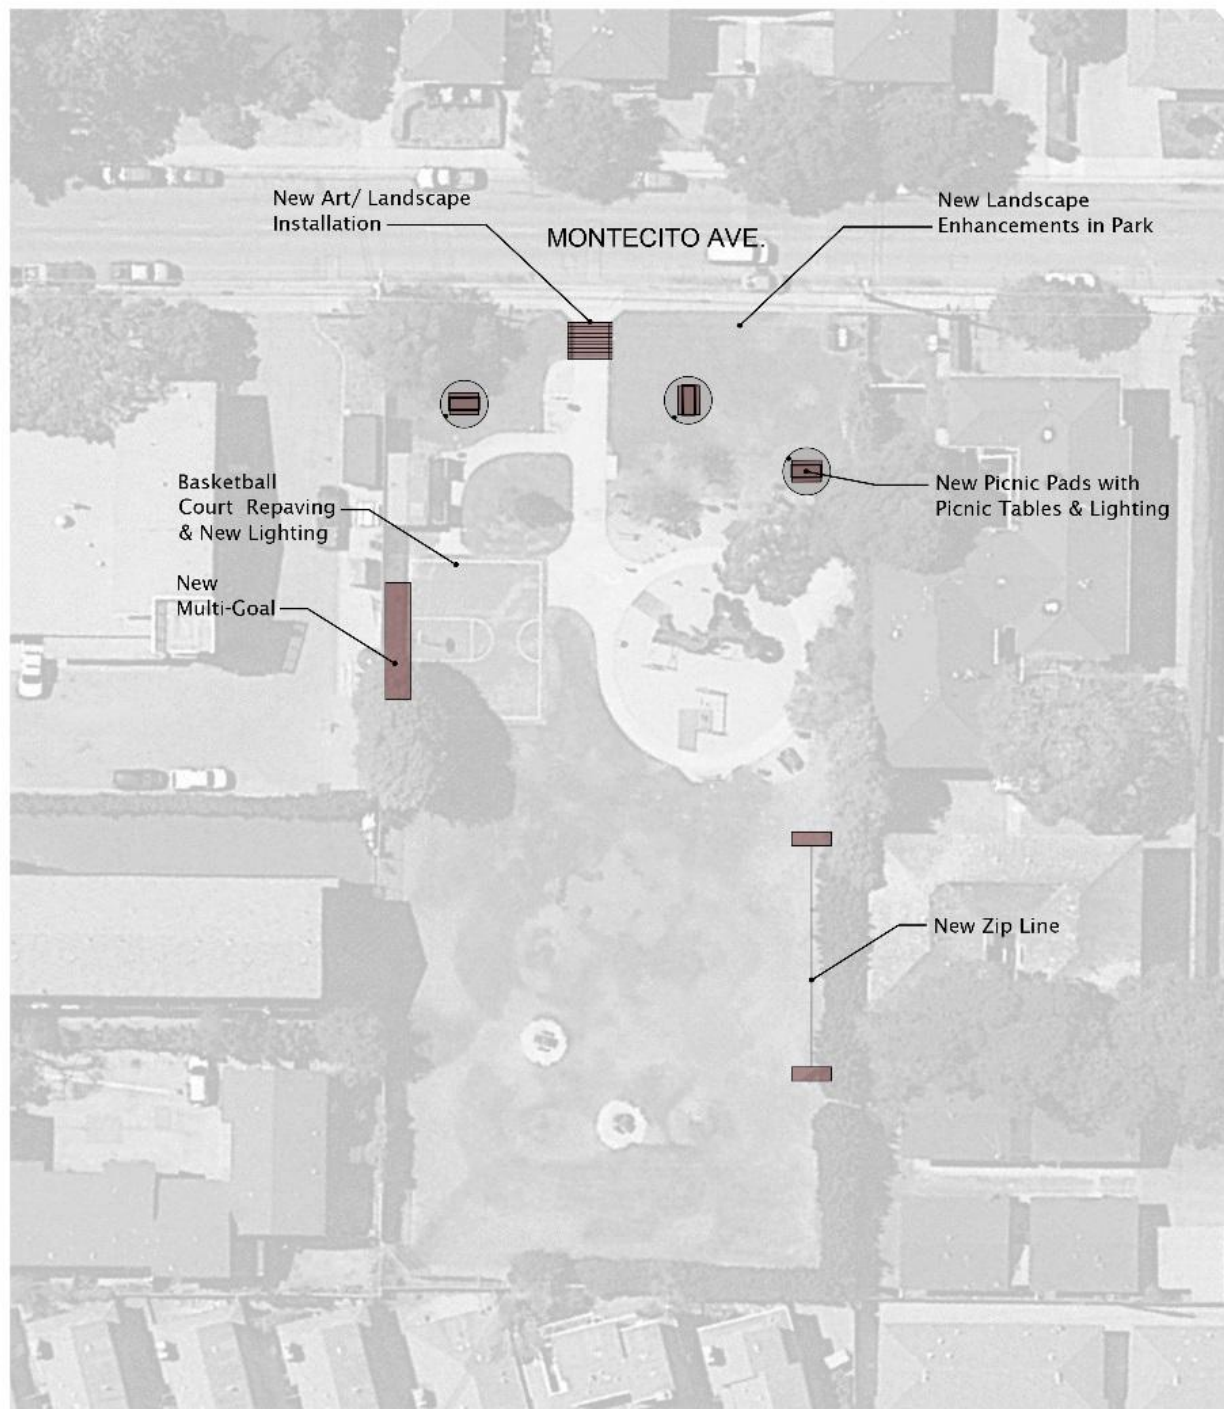 New Art/ Landscape
Installation
MONTECITO AVE.
New Landscape
Enhancements in Park
Basketball
Court Repaving
& New Lighting
New Picnic Pads with
Picnic Tables & Lighting
New
Multi-Goal
New Zip Line